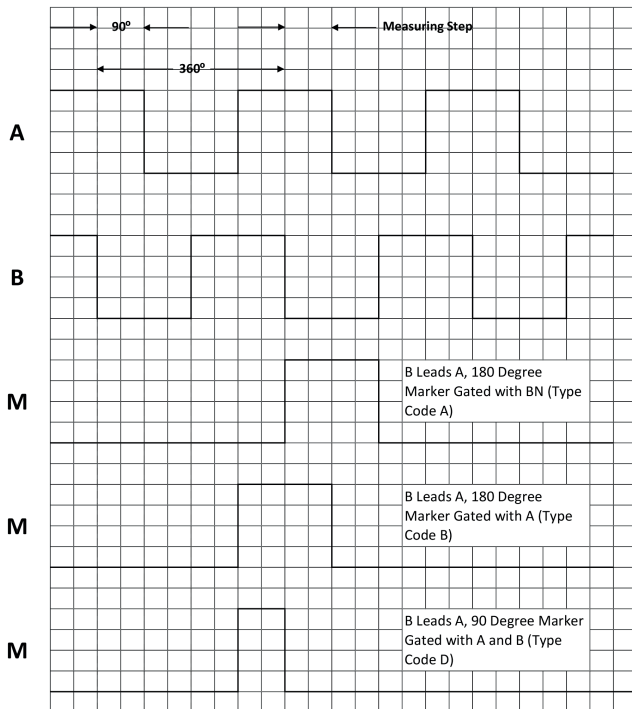 90º
Measuring Step
360º
A
B
M
B Leads A, 180 Degree
Marker Gated with BN (Type
Code A)
M
B Leads A, 180 Degree
Marker Gated with A (Type
Code B)
M
B Leads A, 90 Degree Marker
Gated with A and B (Type
Code D)